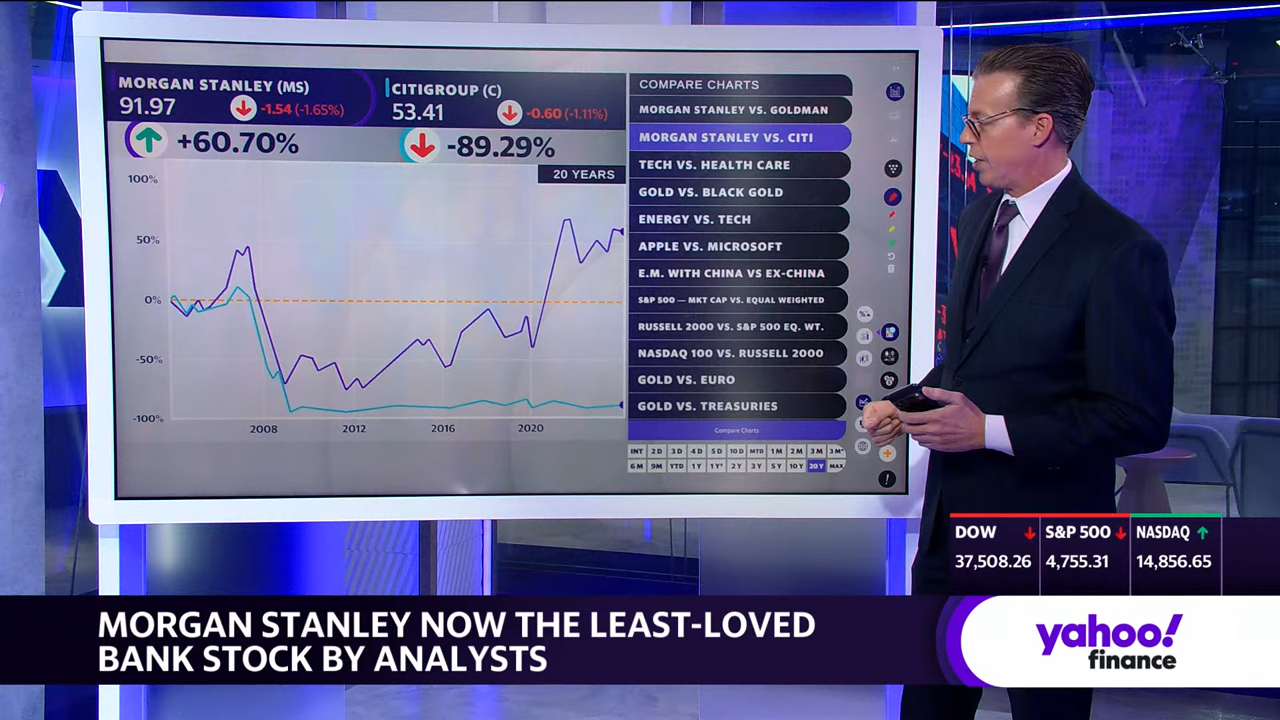 MORGAN STANLEY (MS)
91.97
-1.54 (-1.65%)
CITIGROUP (C)
53.41
-0.60 (-1.11%)
+60.70%
-89.29%
20 YEARS
100%
50%
0%
-50%
-100%
2008
2012
2016
2020
COMPARE CHARTS
MORGAN STANLEY VS. GOLDMAN
MORGAN STANLEY VS. CITI
TECH VS. HEALTH CARE
GOLD VS. BLACK GOLD
ENERGY VS. TECH
APPLE VS. MICROSOFT
E.M. WITH CHINA VS EX-CHINA
S&P 500 — MKT CAP VS. EQUAL WEIGHTED
RUSSELL 2000 VS. S&P 500 EQ. WT.
NASDAQ 100 VS. RUSSELL 2000
GOLD VS. EURO
GOLD VS. TREASURIES
Compare Charts
INT 2D 3D 4D 5D 10D MTD 1M 2M 3M 3M*
6M 9M YTD 1Y 1Y* 2Y 3Y 5Y 10Y 20Y MAX
DOW
37,508.26
S&P 500
4,755.31
NASDAQ
14,856.65
MORGAN STANLEY NOW THE LEAST-LOVED
BANK STOCK BY ANALYSTS
yahoo!
finance